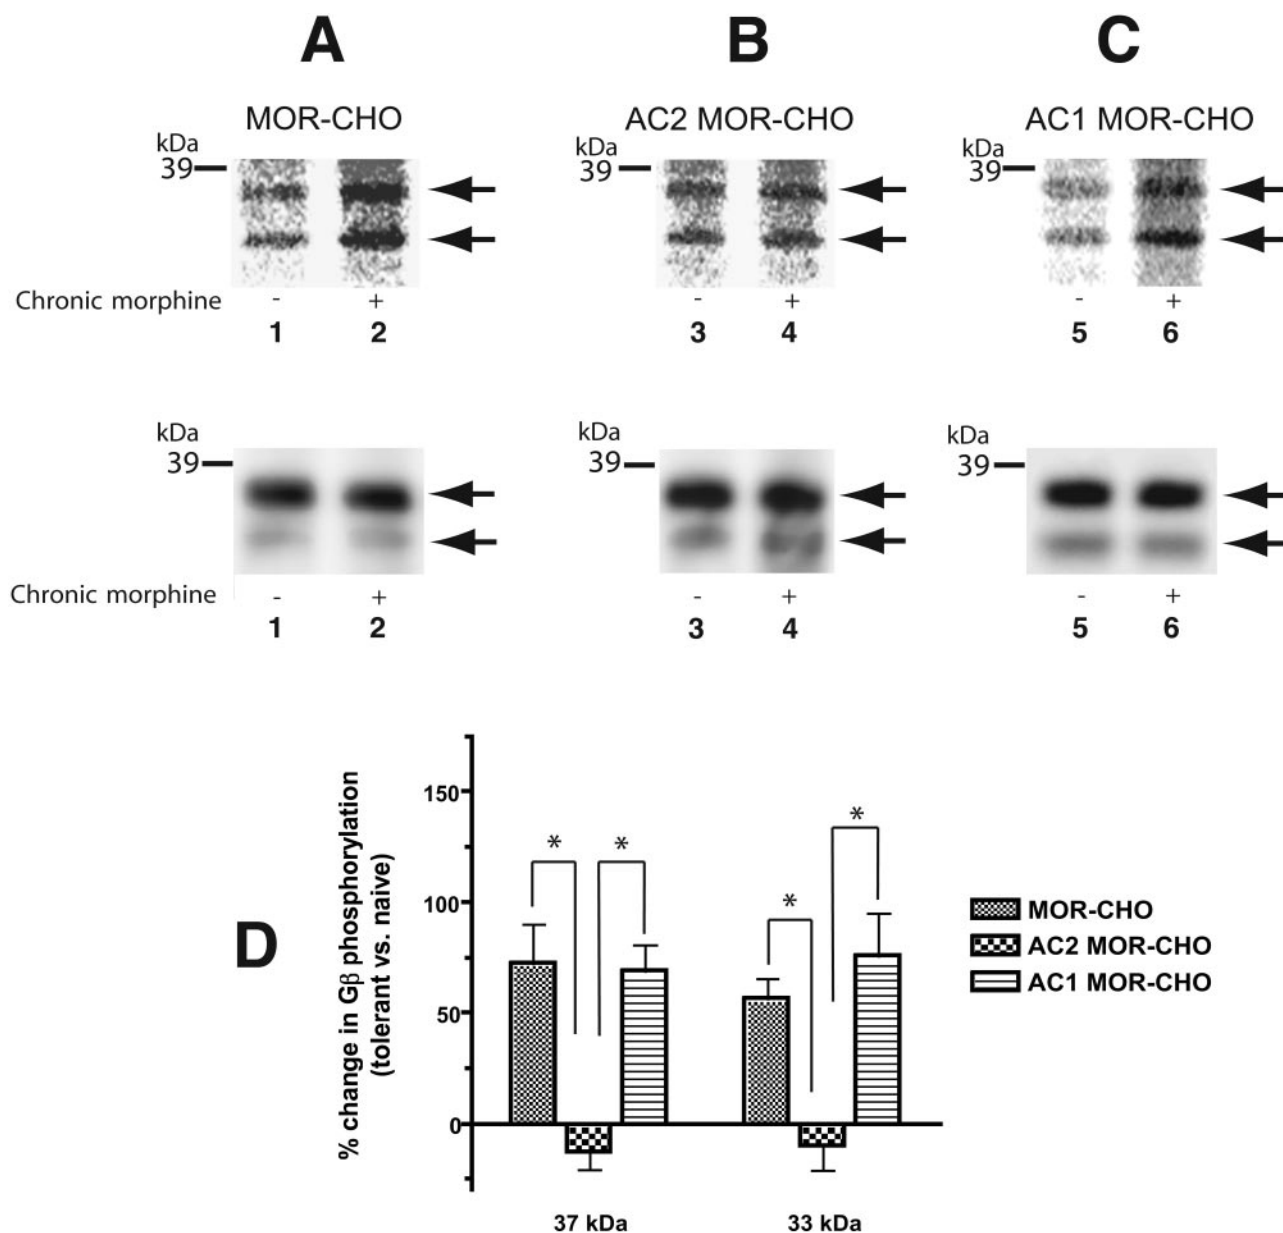 A B C
MOR-CHO AC2 MOR-CHO AC1 MOR-CHO
kDa kDa kDa
39 39 39
Chronic morphine - + - + - +
1 2 3 4 5 6
kDa kDa kDa
39 39 39
Chronic morphine - + - + - +
1 2 3 4 5 6
D
% change in Gβ phosphorylation
(tolerant vs. naive)
150
100
50
0
* * * *
37 kDa 33 kDa
MOR-CHO
AC2 MOR-CHO
AC1 MOR-CHO